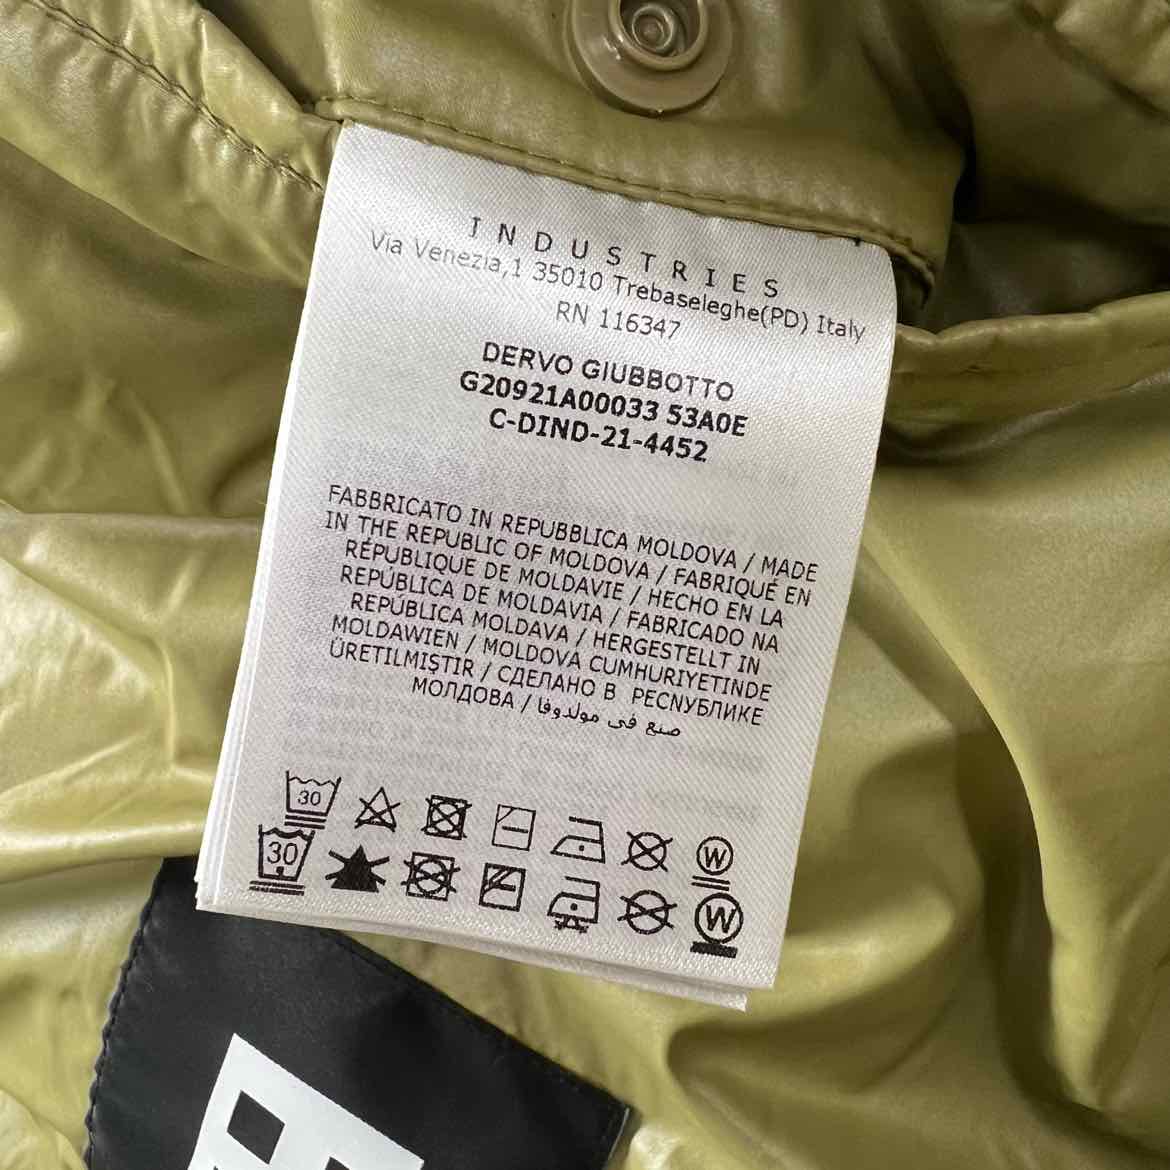 INDUSTRIES
Via Venezia,1 35010 Trebaseleghe(PD) Italy
RN 116347
DERVO GIUBBOTTO
G20921A00033 53A0E
C-DIND-21-4452
FABBRICATO IN REPUBBLICA MOLDOVA / MADE
IN THE REPUBLIC OF MOLDOVA / FABRIQUÉ EN
RÉPUBLIQUE DE MOLDAVIE / HECHO EN LA
REPÚBLICA DE MOLDAVIA / FABRICADO NA
REPÚBLICA MOLDAVA / HERGESTELLT IN
MOLDAWIEN / MOLDOVA CUMHURIYETINDE
ÜRETILMIŞTIR / СДЕЛАНО В РЕСПУБЛИКЕ
МОЛДОВА / صنع في مولدوفا
30 W
30 W